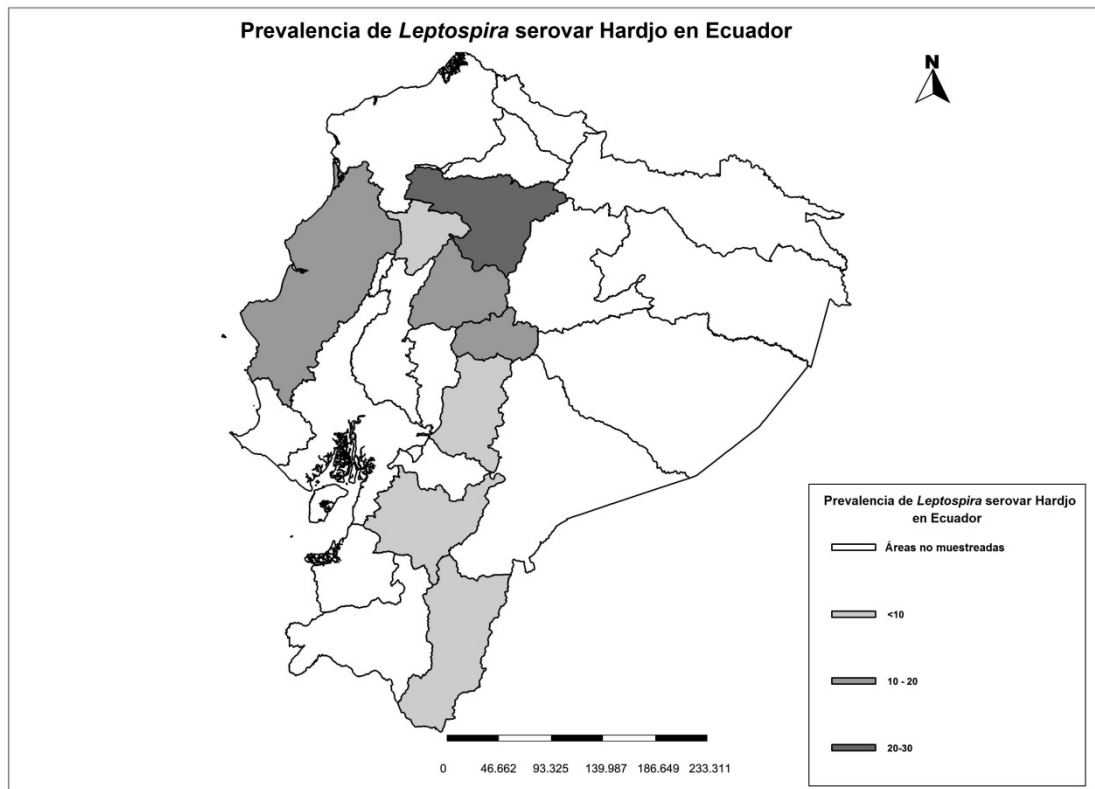 Prevalencia de Leptospira serovar Hardjo en Ecuador
N
Prevalencia de Leptospira serovar Hardjo
en Ecuador
Áreas no muestreadas
<10
10 - 20
20-30
0 46.662 93.325 139.987 186.649 233.311